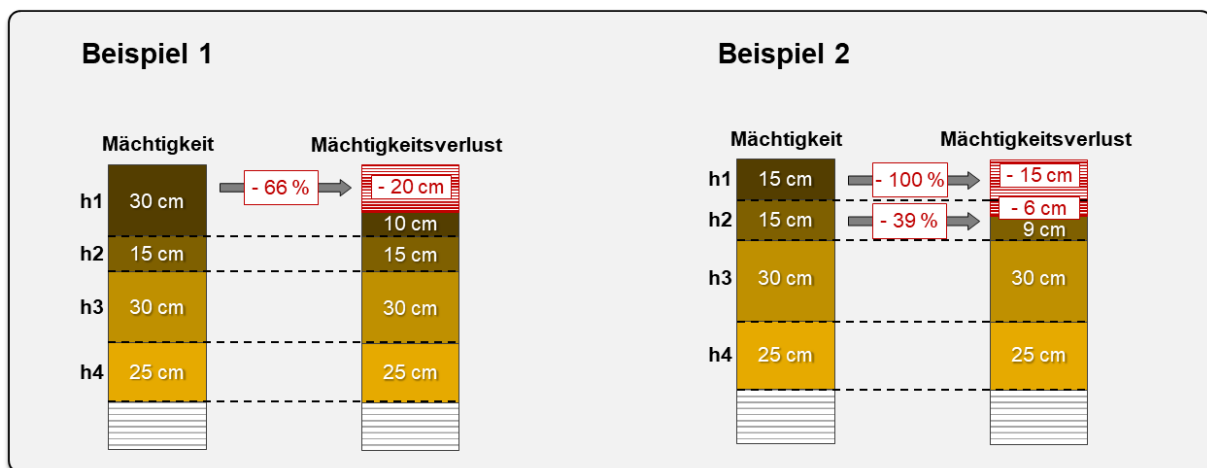 Beispiel 1
Mächtigkeit
Mächtigkeitsverlust
h1
30 cm
- 66 %
- 20 cm
10 cm
h2
15 cm
15 cm
h3
30 cm
30 cm
h4
25 cm
25 cm
Beispiel 2
Mächtigkeit
Mächtigkeitsverlust
h1
15 cm
- 100 %
- 15 cm
h2
15 cm
- 39 %
- 6 cm
9 cm
h3
30 cm
30 cm
h4
25 cm
25 cm